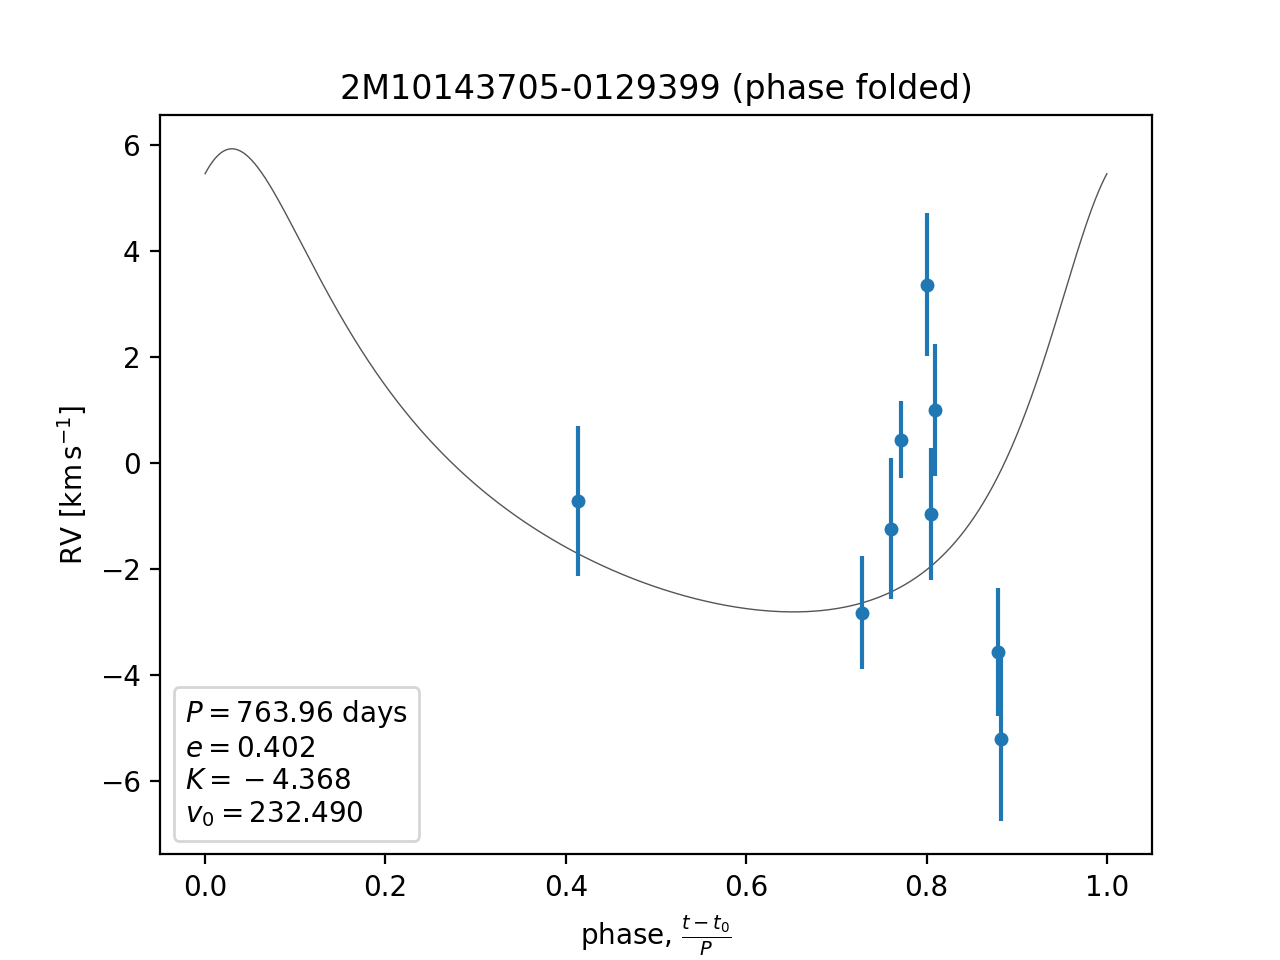 2M10143705-0129399 (phase folded)
6
4
2
0
−2
−4
−6
RV [km s⁻¹]
P = 763.96 days
e = 0.402
K = −4.368
v₀ = 232.490
0.0 0.2 0.4 0.6 0.8 1.0
phase, (t − t₀)/P